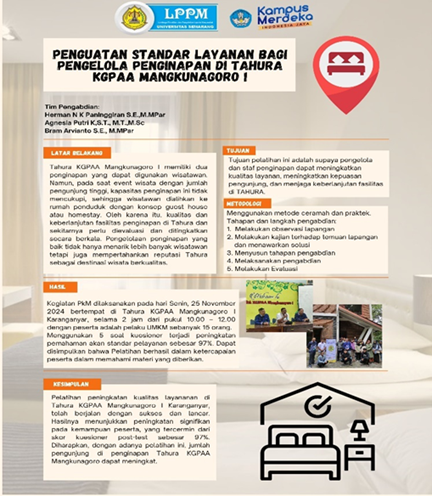 LPPM
UNIVERSITAS SEMARANG
Kampus
Merdeka
INDONESIA JAYA
PENGUATAN STANDAR LAYANAN BAGI
PENGELOLA PENGINAPAN DI TAHURA
KGPAA MANGKUNAGORO I
Tim Pengabdian:
Herman N K Paninggiran S.E.,M.MPar
Agnesia Putri K,S.T., M.T.,M.Sc
Bram Arvianto S.E., M.MPar
LATAR BELAKANG
Tahura KGPAA Mangkunagoro I memiliki dua
penginapan yang dapat digunakan wisatawan.
Namun, pada saat event wisata dengan jumlah
pengunjung tinggi, kapasitas penginapan ini tidak
mencukupi, sehingga wisatawan dialihkan ke
rumah penduduk dengan konsep guest house
atau homestay. Oleh karena itu, kualitas dan
keberlanjutan fasilitas penginapan di Tahura dan
sekitarnya perlu dievaluasi dan ditingkatkan
secara berkala. Pengelolaan penginapan yang
baik tidak hanya menarik lebih banyak wisatawan
tetapi juga mempertahankan reputasi Tahura
sebagai destinasi wisata berkualitas.
TUJUAN
Tujuan pelatihan ini adalah supaya pengelola
dan staf penginapan dapat meningkatkan
kualitas layanan, meningkatkan kepuasan
pengunjung, dan menjaga keberlanjutan fasilitas
di TAHURA.
METODELOGI
Menggunakan metode ceramah dan praktek.
Tahapan dan langkah pengabdian:
1. Melakukan observasi lapangan
2. Melakukan kajian terhadap temuan lapangan
dan menawarkan solusi
3. Menyusun tahapan pengabdian
4. Melaksanakan pengabdian
5. Melakukan Evaluasi
HASIL
Kegiatan PkM dilaksanakan pada hari Senin, 25 November
2024 bertempat di Tahura KGPAA Mangkunagoro I
Karanganyar, selama 2 jam dari pukul 10.00 – 12.00
dengan peserta adalah pelaku UMKM sebanyak 15 orang.
Menggunakan 5 soal kuesioner terjadi peningkatan
pemahaman akan standar pelayanan sebesar 97%. Dapat
disimpulkan bahwa Pelatihan berhasil dalam ketercapaian
peserta dalam memahami materi yang diberikan.
KESIMPULAN
Pelatihan peningkatan kualitas layananan di
Tahura KGPAA Mangkunagoro I Karanganyar,
telah berjalan dengan sukses dan lancar.
Hasilnya menunjukkan peningkatan signifikan
pada kemampuan peserta, yang tercermin dari
skor kuesioner post-test sebesar 97%.
Diharapkan, dengan adanya pelatihan ini, jumlah
pengunjung di penginapan Tahura KGPAA
Mangkunagoro dapat meningkat.